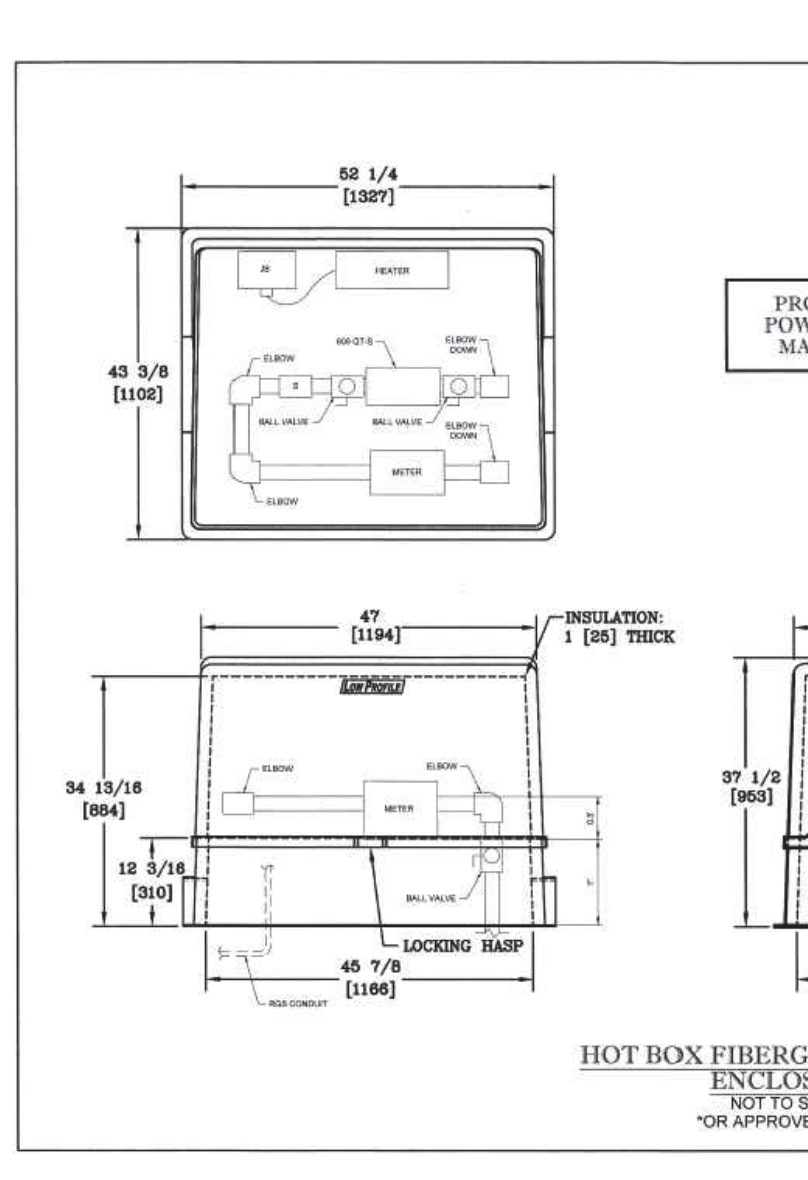 52 1/4
[1327]
JB
HEATER
ELBOW
ELBOW
DOWN
S
43 3/8
[1102]
BALL VALVE
BALL VALVE
ELBOW
DOWN
METER
ELBOW
PRO
POW
MA
47
[1194]
INSULATION:
1 [25] THICK
LOW PROFILE
ELBOW
ELBOW
METER
34 13/16
[884]
0.5'
12 3/16
[310]
1'
BALL VALVE
LOCKING HASP
45 7/8
[1166]
RGS CONDUIT
37 1/2
[953]
HOT BOX FIBERG
ENCLOS
NOT TO S
*OR APPROVE